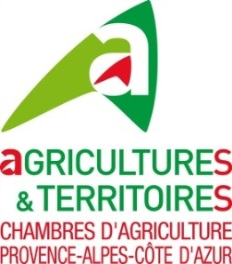 a
aGRICULTURES
& TERRITOIRES
CHAMBRES D'AGRICULTURE
PROVENCE-ALPES-CÔTE D'AZUR